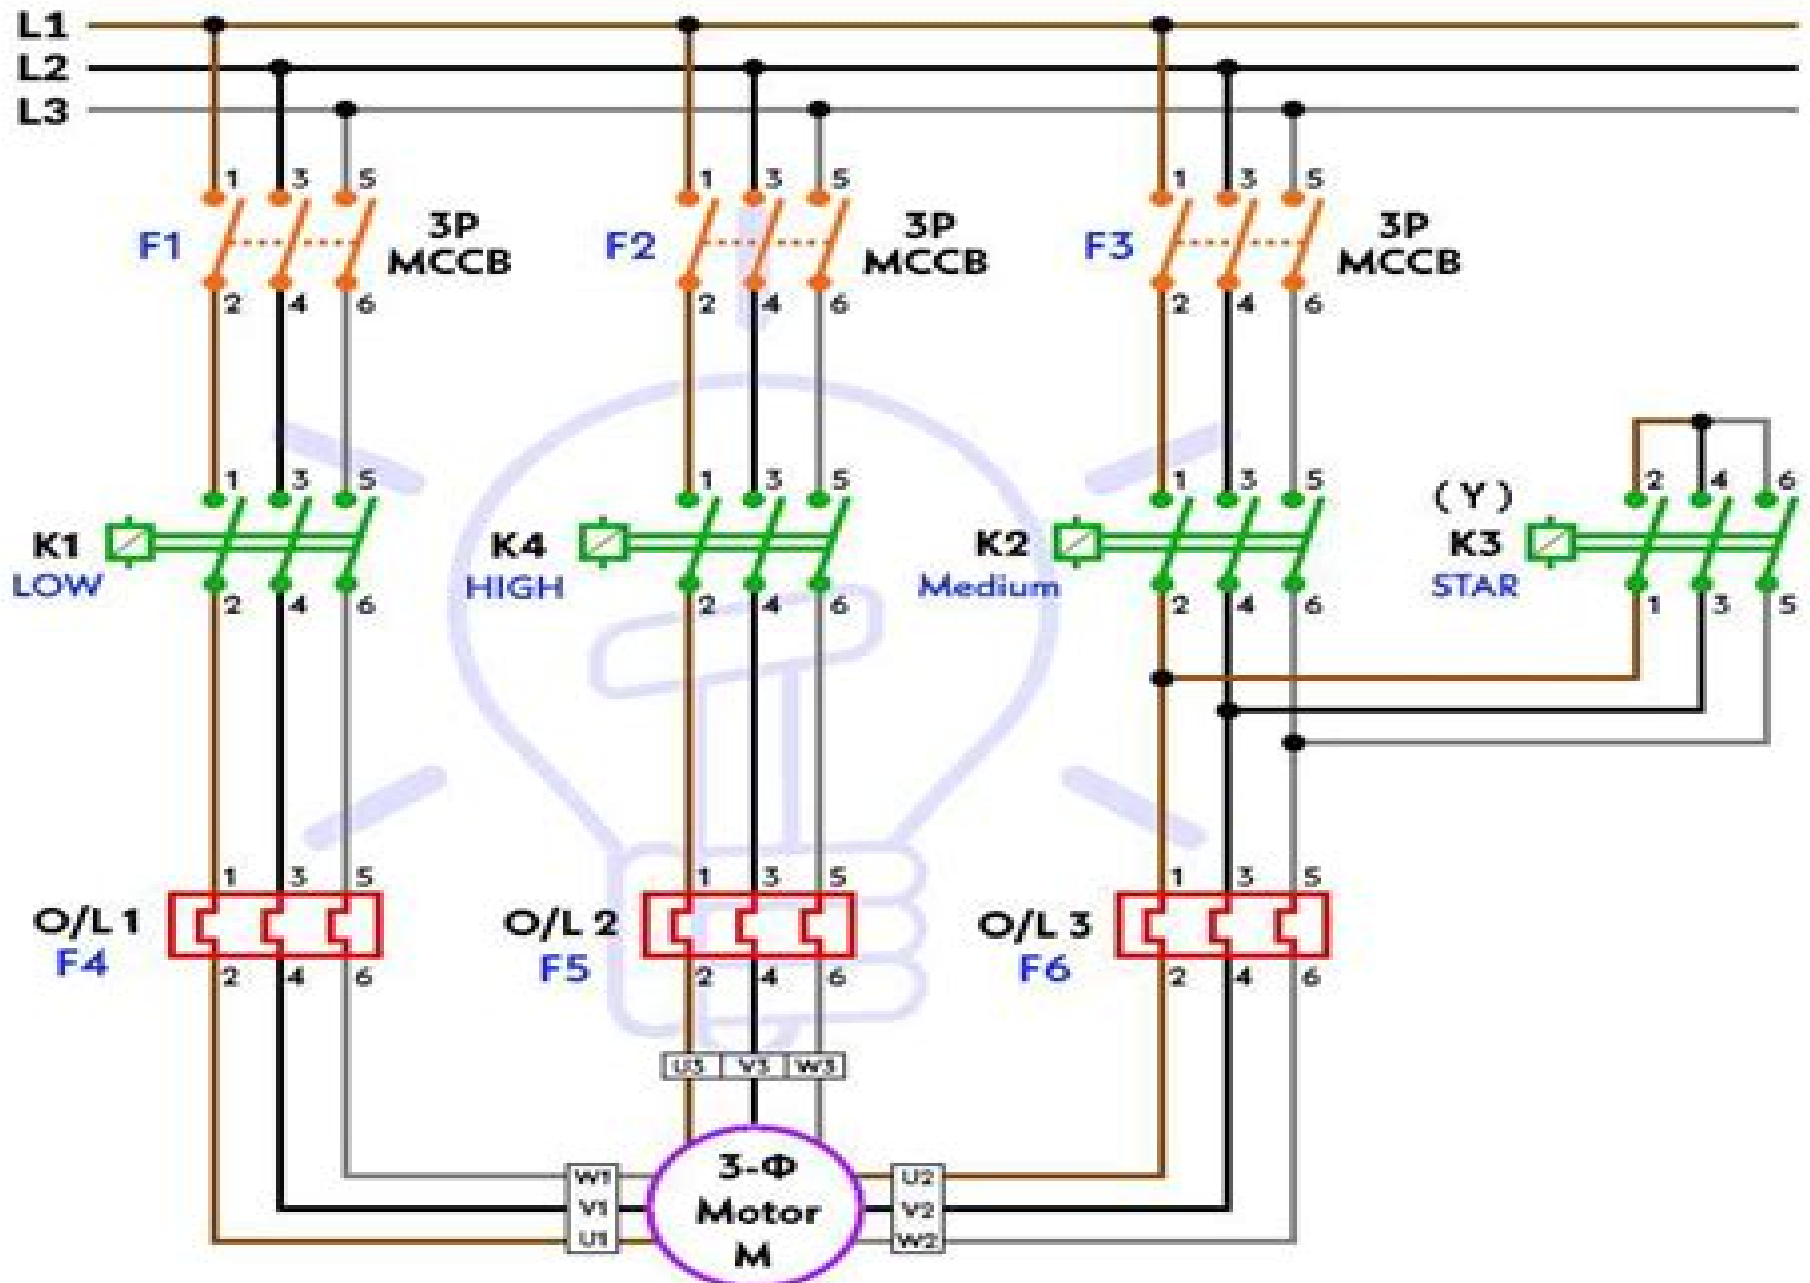 L1
L2
L3
1 3 5 1 3 5 1 3 5
F1 3P MCCB F2 3P MCCB F3 3P MCCB
2 4 6 2 4 6 2 4 6
1 3 5 1 3 5 1 3 5 (Y) 2 4 6
K1 K4 K2 K3
LOW HIGH Medium STAR
2 4 6 2 4 6 2 4 6 1 3 5
1 3 5 1 3 5 1 3 5
O/L 1 O/L 2 O/L 3
F4 F5 F6
2 4 6 2 4 6 2 4 6
U3 V3 W3
W1 3-Φ U2
V1 Motor V2
U1 M W2